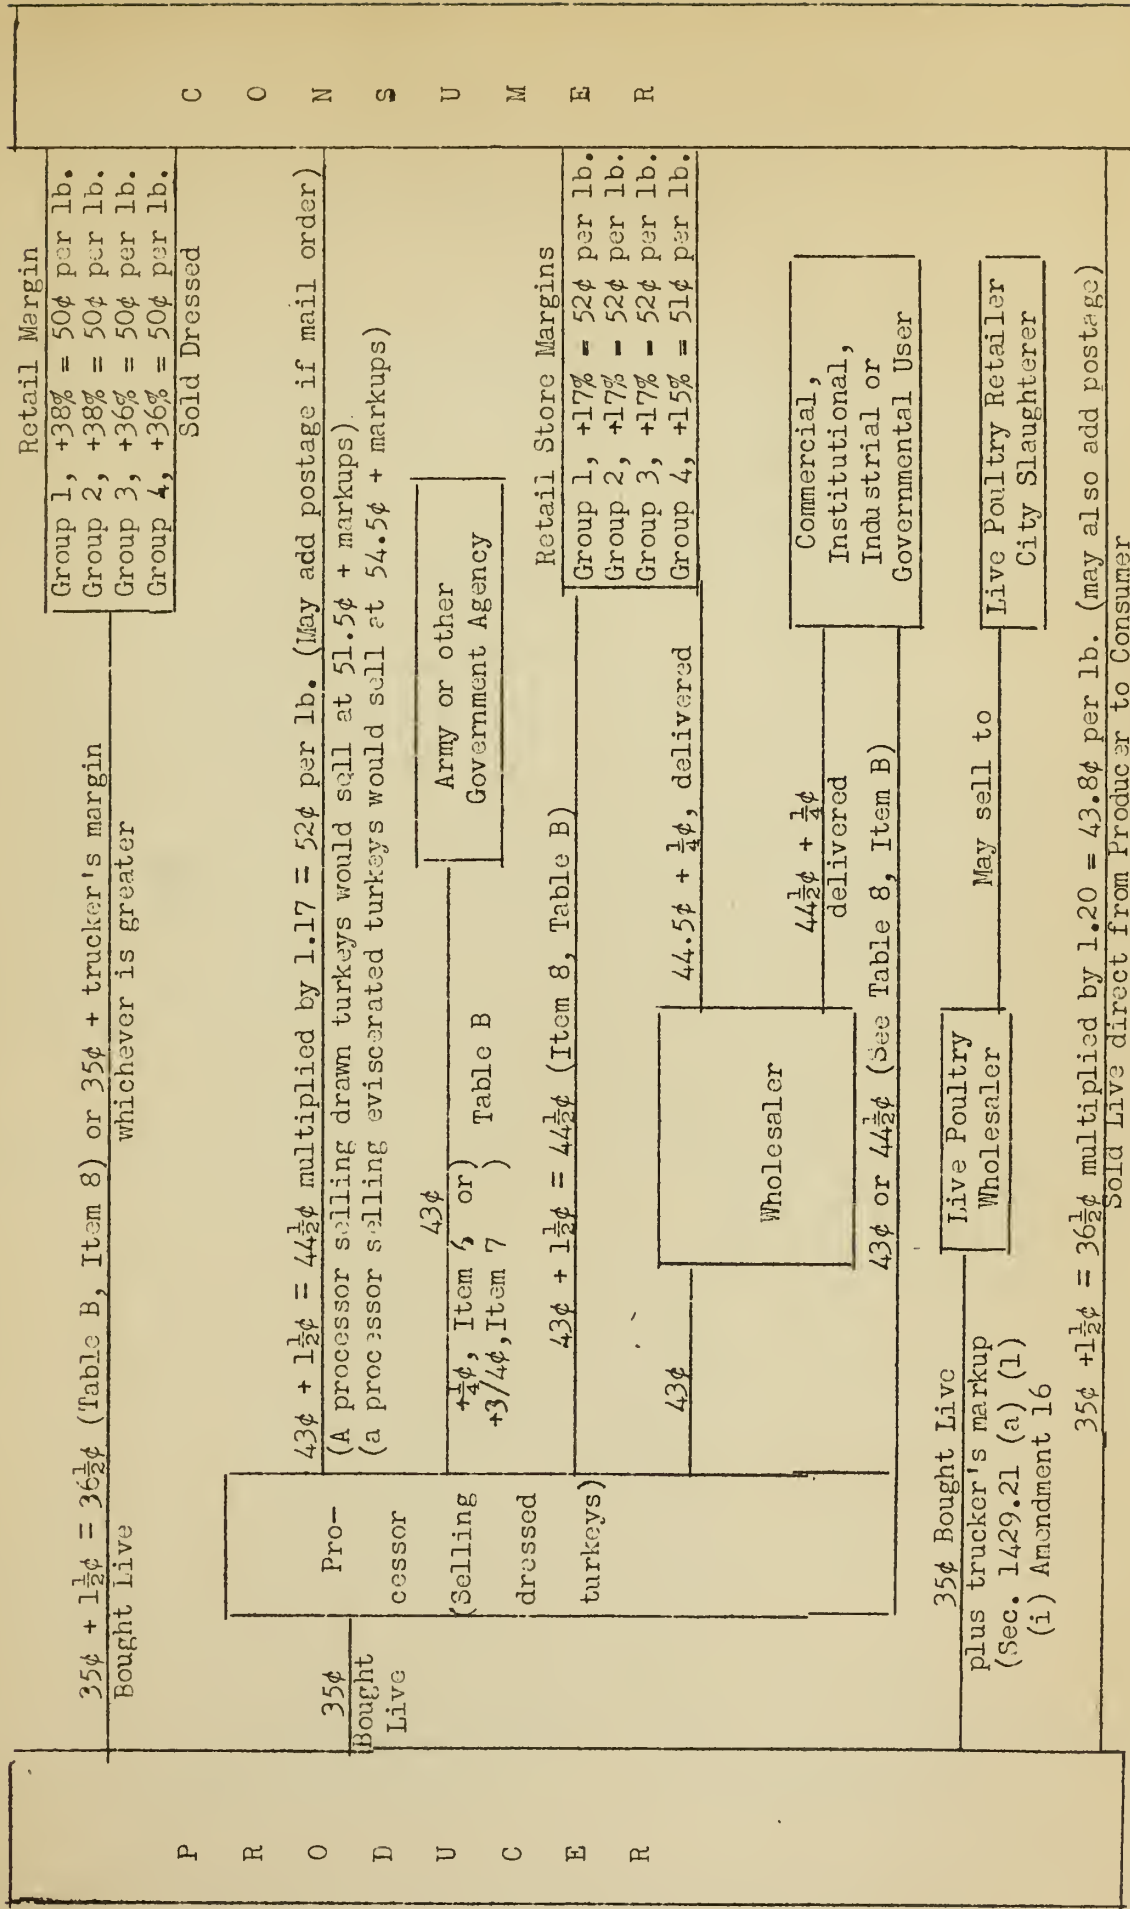 P R O D U C E R
35¢ + 1½¢ = 36½¢ (Table B, Item 8) or 35¢ + trucker's margin
Bought Live
whichever is greater
Retail Margin
Group 1, +38% = 50¢ per lb.
Group 2, +38% = 50¢ per lb.
Group 3, +36% = 50¢ per lb.
Group 4, +36% = 50¢ per lb.
Sold Dressed
C O N S U M E R
35¢
Bought
Live
Pro-
cessor
(Selling
dressed
turkeys)
43¢ + 1½¢ = 44½¢ multiplied by 1.17 = 52¢ per lb. (May add postage if mail order)
(A processor selling drawn turkeys would sell at 51.5¢ + markups)
(a processor selling eviscerated turkeys would sell at 54.5¢ + markups)
43¢
+¼¢, Item 6, or)
+3/4¢, Item 7 )
Table B
Army or other
Government Agency
43¢ + 1½¢ = 44½¢ (Item 8, Table B)
Retail Store Margins
Group 1, +17% = 52¢ per lb.
Group 2, +17% - 52¢ per lb.
Group 3, +17% - 52¢ per lb.
Group 4, +15% = 51¢ per lb.
43¢
Wholesaler
44.5¢ + ¼¢, delivered
44½¢ + ¼¢
delivered
Commercial,
Institutional,
Industrial or
Governmental User
43¢ or 44½¢ (See Table 8, Item B)
35¢ Bought Live
plus trucker's markup
(Sec. 1429.21 (a) (1)
(i) Amendment 16
Live Poultry
Wholesaler
May sell to
Live Poultry Retailer
City Slaughterer
35¢ +1½¢ = 36½¢ multiplied by 1.20 = 43.8¢ per lb. (may also add postage)
Sold Live direct from Producer to Consumer